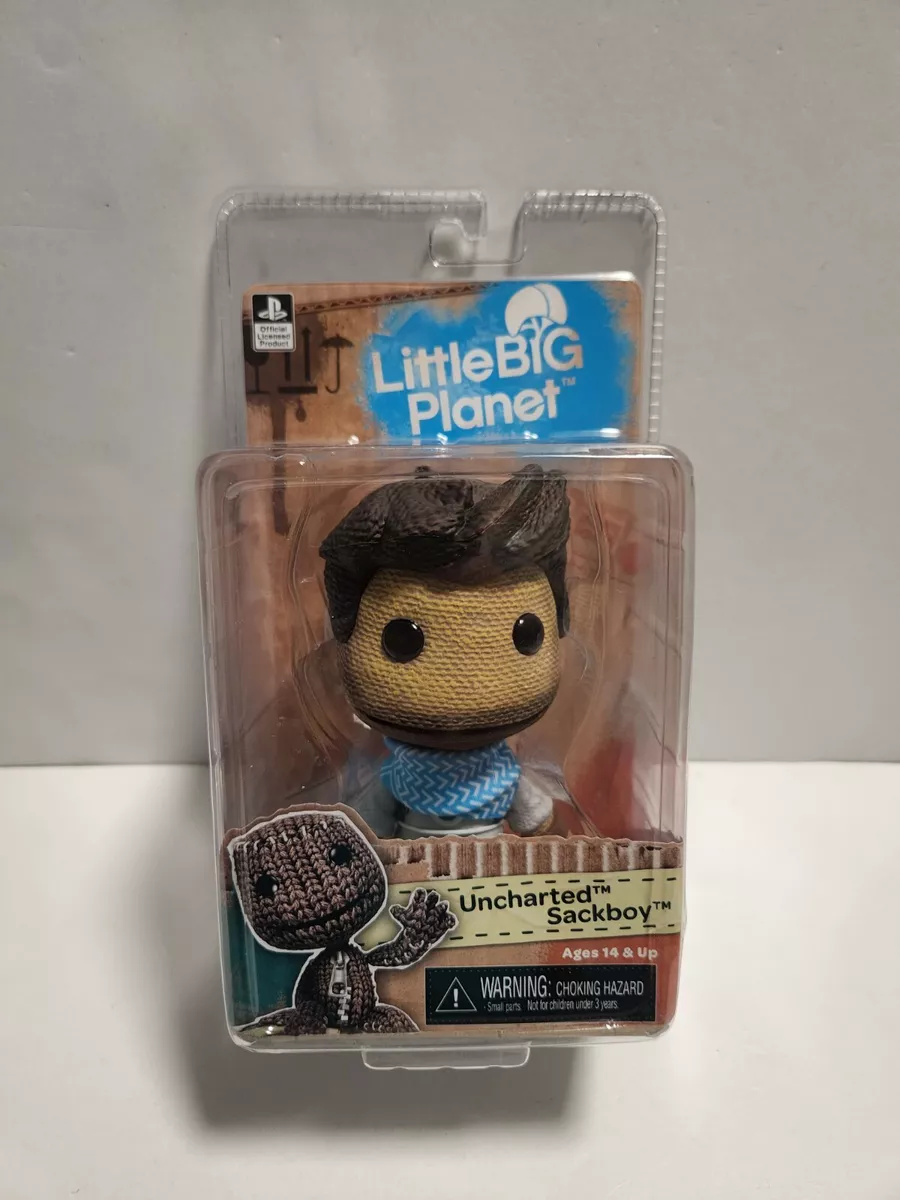 Official
Licensed
Product
LittleBIG
Planet™
Uncharted™
Sackboy™
Ages 14 & Up
WARNING: CHOKING HAZARD
- Small parts. Not for children under 3 years.